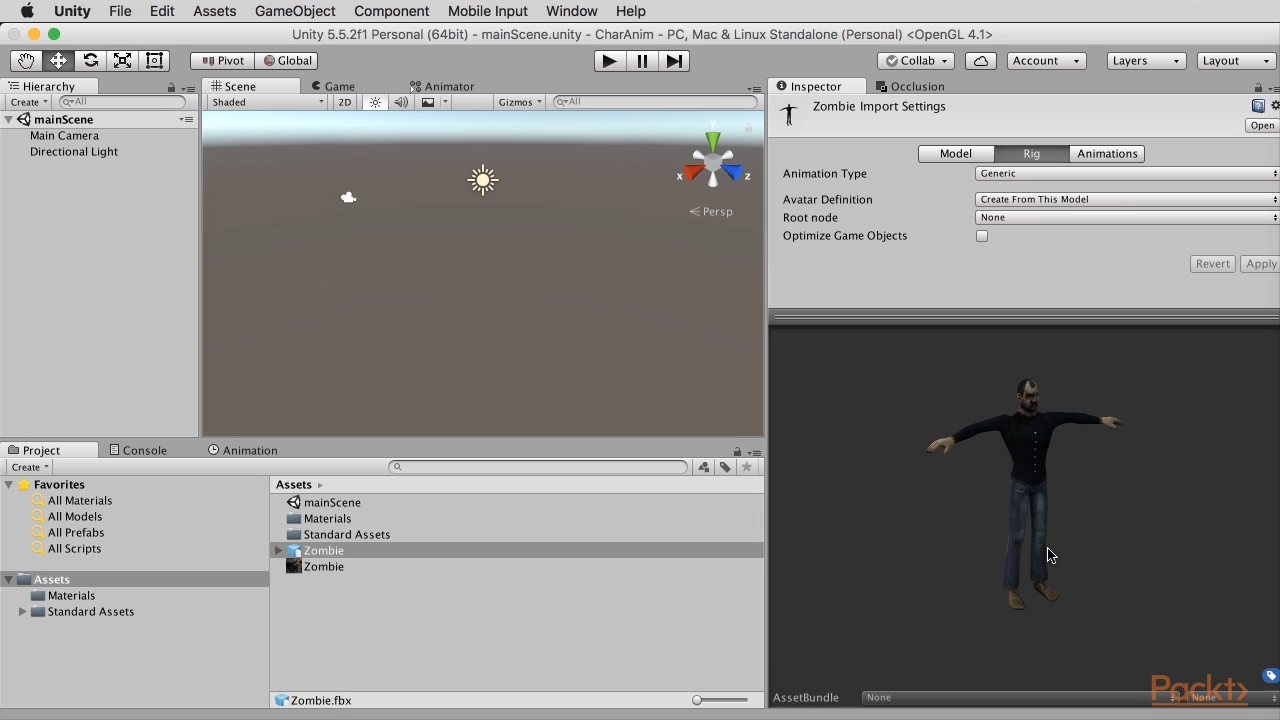 Unity File Edit Assets GameObject Component Mobile Input Window Help
Unity 5.5.2f1 Personal (64bit) - mainScene.unity - CharAnim - PC, Mac & Linux Standalone (Personal) <OpenGL 4.1>
Pivot Global Collab Account Layers Layout
Hierarchy Scene Game Animator Inspector Occlusion
Create All Shaded 2D Gizmos All Zombie Import Settings
mainScene
Open
Main Camera
Directional Light
Model Rig Animations
Animation Type Generic
Avatar Definition Create From This Model
Root node None
Optimize Game Objects
Revert Apply
y
x z
Persp
Project Console Animation
Create
Favorites Assets
All Materials mainScene
All Models Materials
All Prefabs Standard Assets
All Scripts Zombie
Zombie
Assets
Materials
Standard Assets
Zombie.fbx
AssetBundle None None
Packt